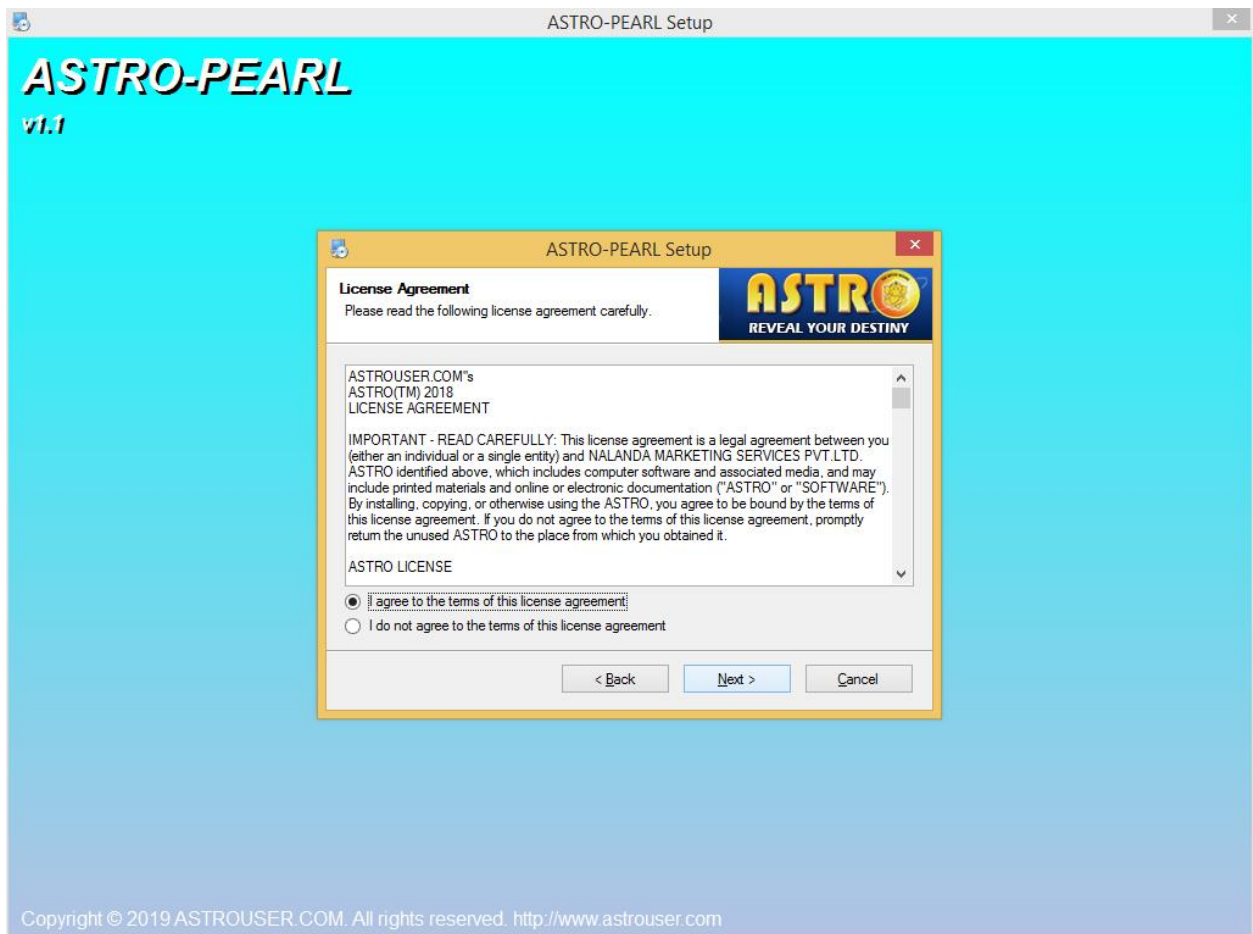 ASTRO-PEARL Setup
ASTRO-PEARL
v1.1
ASTRO-PEARL Setup
License Agreement
Please read the following license agreement carefully.
ASTRO
REVEAL YOUR DESTINY
ASTROUSER.COM"s
ASTRO(TM) 2018
LICENSE AGREEMENT
IMPORTANT - READ CAREFULLY: This license agreement is a legal agreement between you
(either an individual or a single entity) and NALANDA MARKETING SERVICES PVT.LTD.
ASTRO identified above, which includes computer software and associated media, and may
include printed materials and online or electronic documentation ("ASTRO" or "SOFTWARE").
By installing, copying, or otherwise using the ASTRO, you agree to be bound by the terms of
this license agreement. If you do not agree to the terms of this license agreement, promptly
return the unused ASTRO to the place from which you obtained it.
ASTRO LICENSE
I agree to the terms of this license agreement
I do not agree to the terms of this license agreement
< Back
Next >
Cancel
Copyright © 2019 ASTROUSER.COM. All rights reserved. http://www.astrouser.com